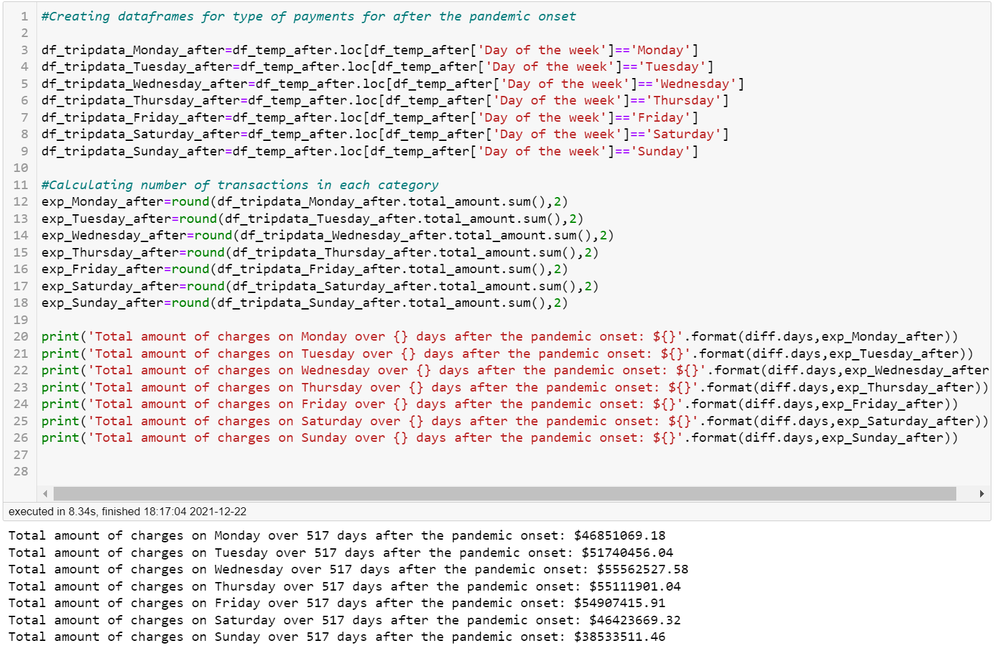 1 #Creating dataframes for type of payments for after the pandemic onset
2
3 df_tripdata_Monday_after=df_temp_after.loc[df_temp_after['Day of the week']=='Monday']
4 df_tripdata_Tuesday_after=df_temp_after.loc[df_temp_after['Day of the week']=='Tuesday']
5 df_tripdata_Wednesday_after=df_temp_after.loc[df_temp_after['Day of the week']=='Wednesday']
6 df_tripdata_Thursday_after=df_temp_after.loc[df_temp_after['Day of the week']=='Thursday']
7 df_tripdata_Friday_after=df_temp_after.loc[df_temp_after['Day of the week']=='Friday']
8 df_tripdata_Saturday_after=df_temp_after.loc[df_temp_after['Day of the week']=='Saturday']
9 df_tripdata_Sunday_after=df_temp_after.loc[df_temp_after['Day of the week']=='Sunday']
10
11 #Calculating number of transactions in each category
12 exp_Monday_after=round(df_tripdata_Monday_after.total_amount.sum(),2)
13 exp_Tuesday_after=round(df_tripdata_Tuesday_after.total_amount.sum(),2)
14 exp_Wednesday_after=round(df_tripdata_Wednesday_after.total_amount.sum(),2)
15 exp_Thursday_after=round(df_tripdata_Thursday_after.total_amount.sum(),2)
16 exp_Friday_after=round(df_tripdata_Friday_after.total_amount.sum(),2)
17 exp_Saturday_after=round(df_tripdata_Saturday_after.total_amount.sum(),2)
18 exp_Sunday_after=round(df_tripdata_Sunday_after.total_amount.sum(),2)
19
20 print('Total amount of charges on Monday over {} days after the pandemic onset: ${}'.format(diff.days,exp_Monday_after))
21 print('Total amount of charges on Tuesday over {} days after the pandemic onset: ${}'.format(diff.days,exp_Tuesday_after))
22 print('Total amount of charges on Wednesday over {} days after the pandemic onset: ${}'.format(diff.days,exp_Wednesday_after
23 print('Total amount of charges on Thursday over {} days after the pandemic onset: ${}'.format(diff.days,exp_Thursday_after))
24 print('Total amount of charges on Friday over {} days after the pandemic onset: ${}'.format(diff.days,exp_Friday_after))
25 print('Total amount of charges on Saturday over {} days after the pandemic onset: ${}'.format(diff.days,exp_Saturday_after))
26 print('Total amount of charges on Sunday over {} days after the pandemic onset: ${}'.format(diff.days,exp_Sunday_after))
27
28
executed in 8.34s, finished 18:17:04 2021-12-22
Total amount of charges on Monday over 517 days after the pandemic onset: $46851069.18
Total amount of charges on Tuesday over 517 days after the pandemic onset: $51740456.04
Total amount of charges on Wednesday over 517 days after the pandemic onset: $55562527.58
Total amount of charges on Thursday over 517 days after the pandemic onset: $55111901.04
Total amount of charges on Friday over 517 days after the pandemic onset: $54907415.91
Total amount of charges on Saturday over 517 days after the pandemic onset: $46423669.32
Total amount of charges on Sunday over 517 days after the pandemic onset: $38533511.46